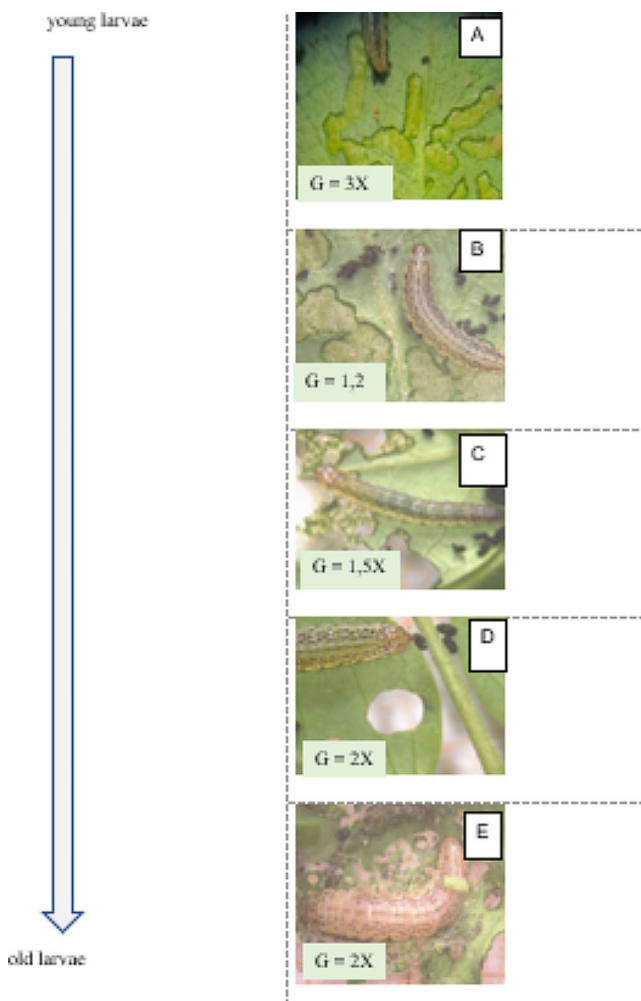 young larvae
A
G = 3X
B
G = 1,2
C
G = 1,5X
D
G = 2X
E
G = 2X
old larvae